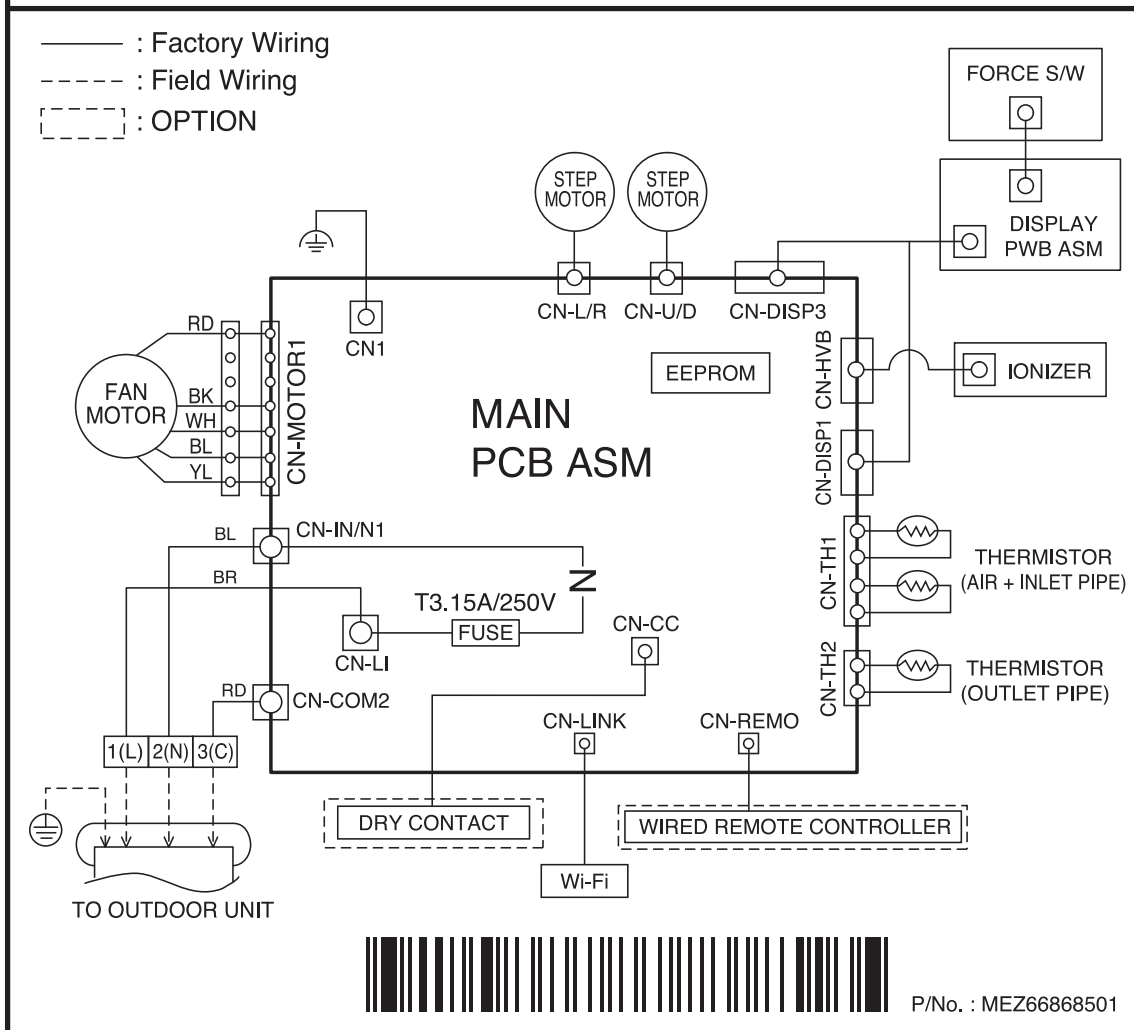 : Factory Wiring
: Field Wiring
: OPTION
FORCE S/W
DISPLAY
PWB ASM
STEP
MOTOR
STEP
MOTOR
CN-L/R
CN-U/D
CN-DISP3
CN1
RD
BK
WH
BL
YL
FAN
MOTOR
CN-MOTOR1
EEPROM
CN-HVB
IONIZER
MAIN
PCB ASM
CN-DISP1
CN-IN/N1
BL
BR
N
T3.15A/250V
FUSE
CN-LI
CN-CC
CN-TH1
THERMISTOR
(AIR + INLET PIPE)
CN-TH2
THERMISTOR
(OUTLET PIPE)
RD
CN-COM2
CN-LINK
CN-REMO
1(L) 2(N) 3(C)
DRY CONTACT
WIRED REMOTE CONTROLLER
Wi-Fi
TO OUTDOOR UNIT
P/No. : MEZ66868501